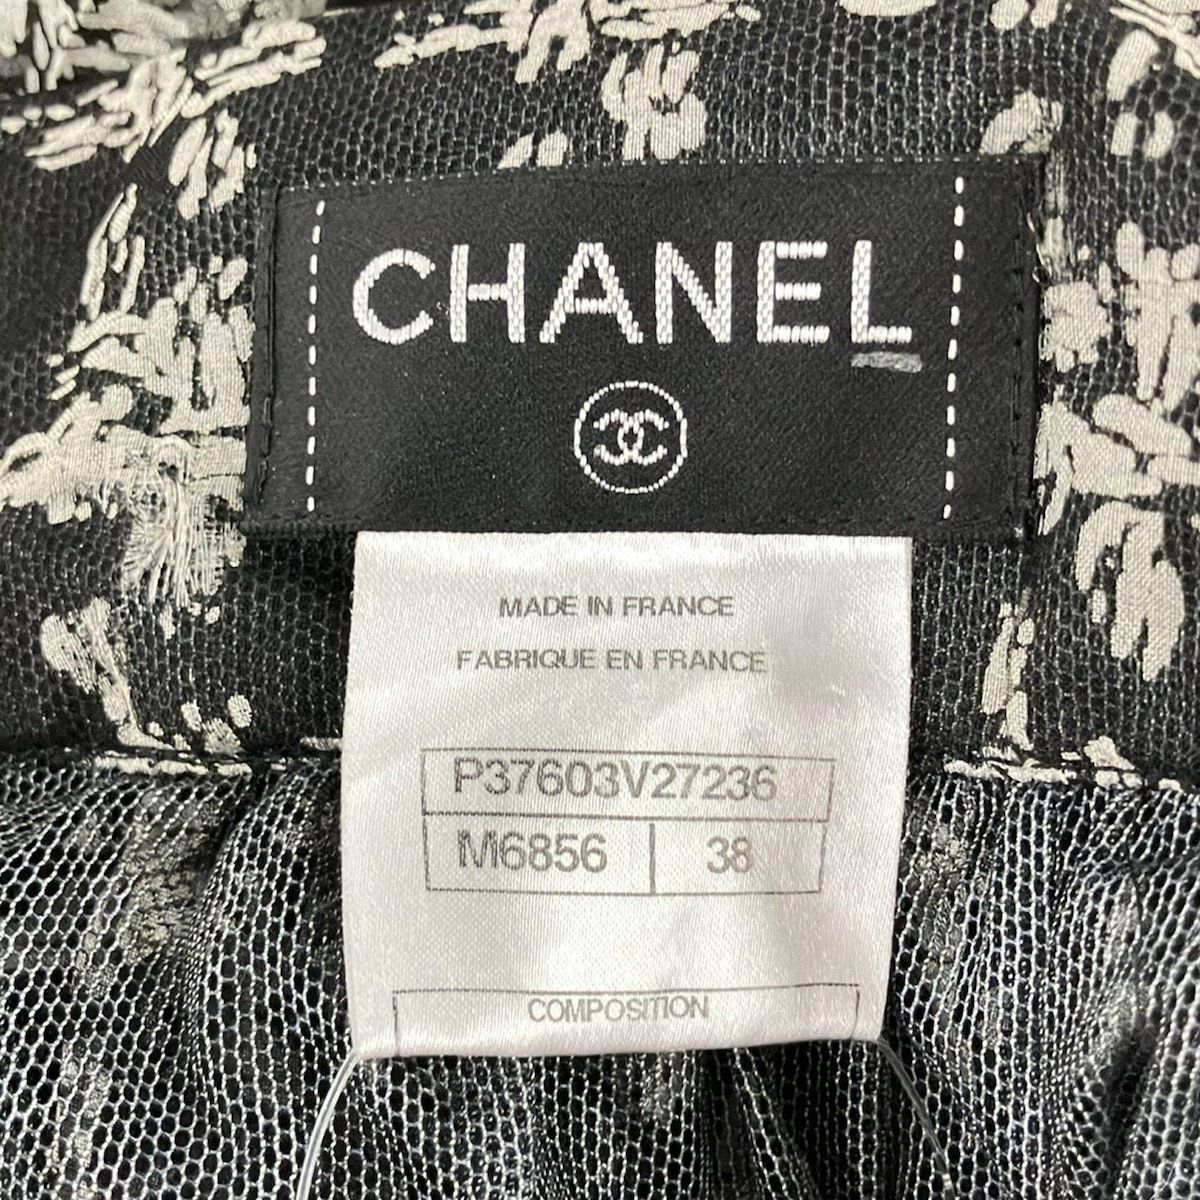 CHANEL
MADE IN FRANCE
FABRIQUE EN FRANCE
P37603V27236
M6856 38
COMPOSITION